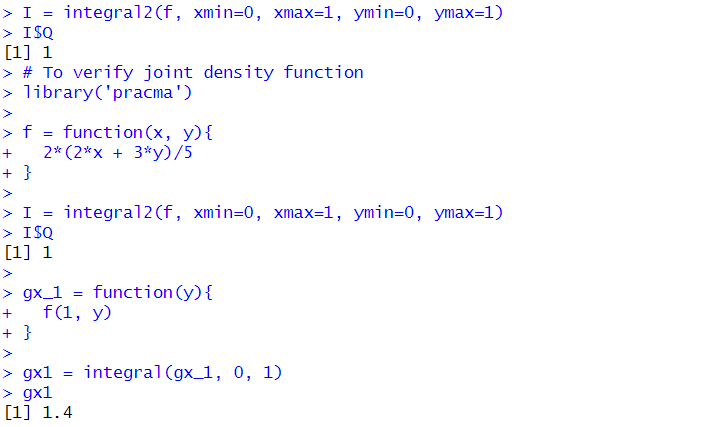 > I = integral2(f, xmin=0, xmax=1, ymin=0, ymax=1)
> I$Q
[1] 1
> # To verify joint density function
> library('pracma')
>
> f = function(x, y){
+   2*(2*x + 3*y)/5
+ }
>
> I = integral2(f, xmin=0, xmax=1, ymin=0, ymax=1)
> I$Q
[1] 1
>
> gx_1 = function(y){
+   f(1, y)
+ }
>
> gx1 = integral(gx_1, 0, 1)
> gx1
[1] 1.4